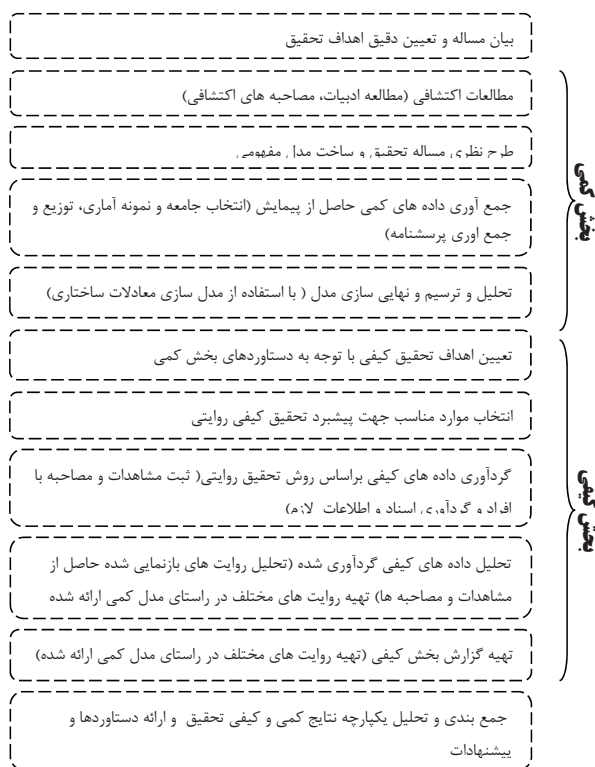 بیان مساله و تعیین دقیق اهداف تحقیق
مطالعات اکتشافی (مطالعه ادبیات، مصاحبه های اکتشافی)
طرح نظری مساله تحقیق و ساخت مدل مفهومی
جمع آوری داده های کمی حاصل از پیمایش (انتخاب جامعه و نمونه آماری، توزیع و
جمع اوری پرسشنامه)
تحلیل و ترسیم و نهایی سازی مدل ( با استفاده از مدل سازی معادلات ساختاری)
بخش کمی
تعیین اهداف تحقیق کیفی با توجه به دستاوردهای بخش کمی
انتخاب موارد مناسب جهت پیشبرد تحقیق کیفی روایتی
گردآوری داده های کیفی براساس روش تحقیق روایتی( ثبت مشاهدات و مصاحبه با
افراد و گردآوری اسناد و اطلاعات لازم)
تحلیل داده های کیفی گردآوری شده (تحلیل روایت های بازنمایی شده حاصل از
مشاهدات و مصاحبه ها) تهیه روایت های مختلف در راستای مدل کمی ارائه شده
تهیه گزارش بخش کیفی (تهیه روایت های مختلف در راستای مدل کمی ارائه شده)
بخش کیفی
جمع بندی و تحلیل یکپارچه نتایج کمی و کیفی تحقیق و ارائه دستاوردها و
پیشنهادات